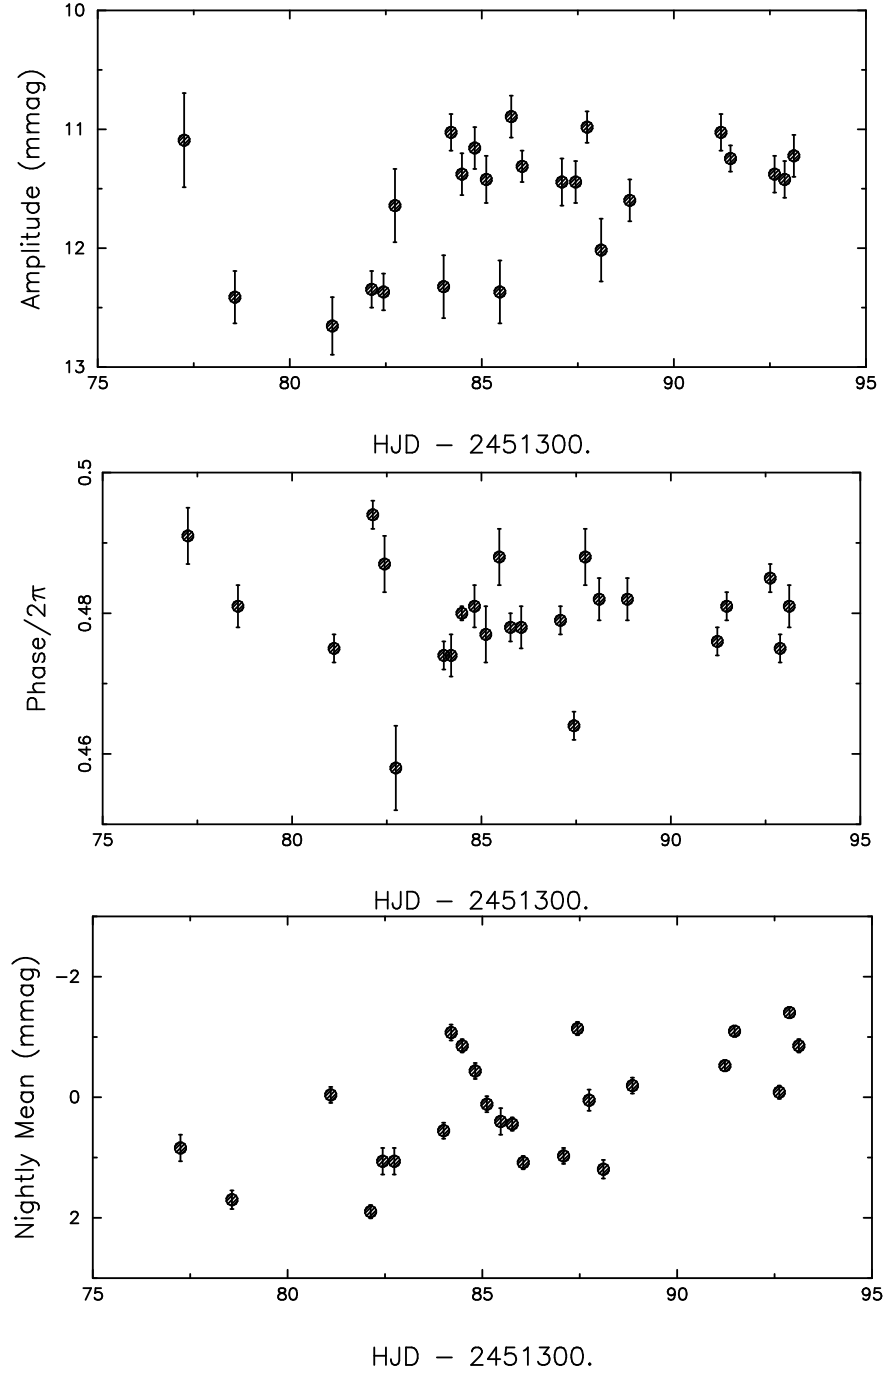 10
11
12
13
Amplitude (mmag)
75 80 85 90 95
HJD − 2451300.
0.5
0.48
0.46
Phase/2π
75 80 85 90 95
HJD − 2451300.
−2
0
2
Nightly Mean (mmag)
75 80 85 90 95
HJD − 2451300.